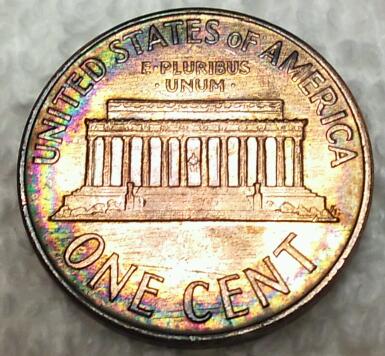 UNITED STATES OF AMERICA
E·PLURIBUS
·UNUM·
ONE CENT